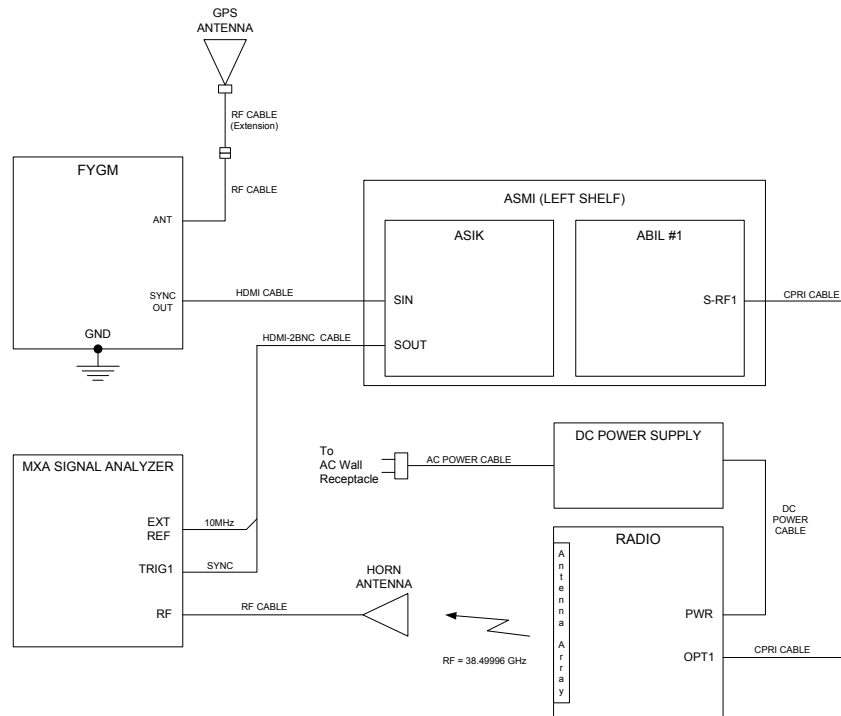 GPS
ANTENNA
RF CABLE
(Extension)
RF CABLE
FYGM
ANT
SYNC
OUT
GND
HDMI CABLE
HDMI-2BNC CABLE
ASMI (LEFT SHELF)
ASIK
SIN
SOUT
ABIL #1
S-RF1
CPRI CABLE
MXA SIGNAL ANALYZER
EXT
REF
10MHz
TRIG1
SYNC
RF
RF CABLE
HORN
ANTENNA
To
AC Wall
Receptacle
AC POWER CABLE
DC POWER SUPPLY
DC
POWER
CABLE
RADIO
Antenna Array
PWR
OPT1
CPRI CABLE
RF = 38.49996 GHz